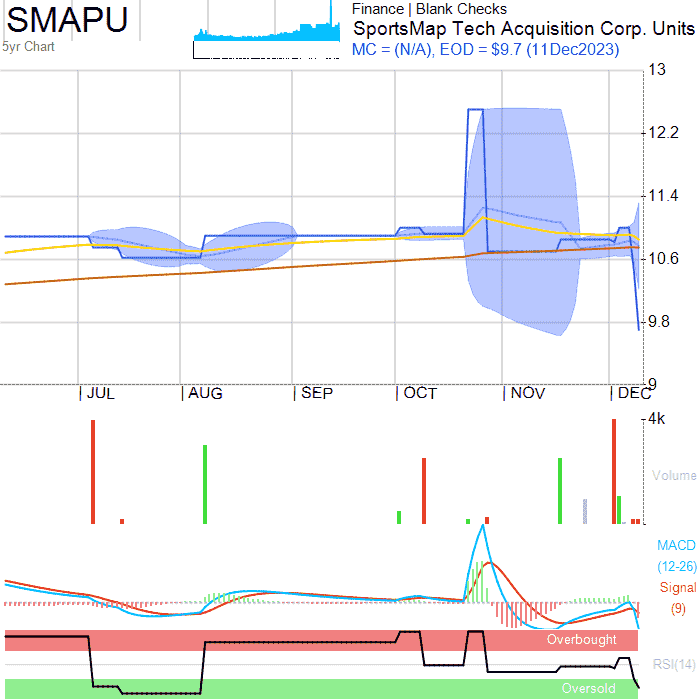 SMAPU
5yr Chart
Finance | Blank Checks
SportsMap Tech Acquisition Corp. Units
MC = (N/A), EOD = $9.7 (11Dec2023)
13
12.2
11.4
10.6
9.8
9
JUL AUG SEP OCT NOV DEC
4k
Volume
MACD
(12-26)
Signal
(9)
Overbought
RSI(14)
Oversold